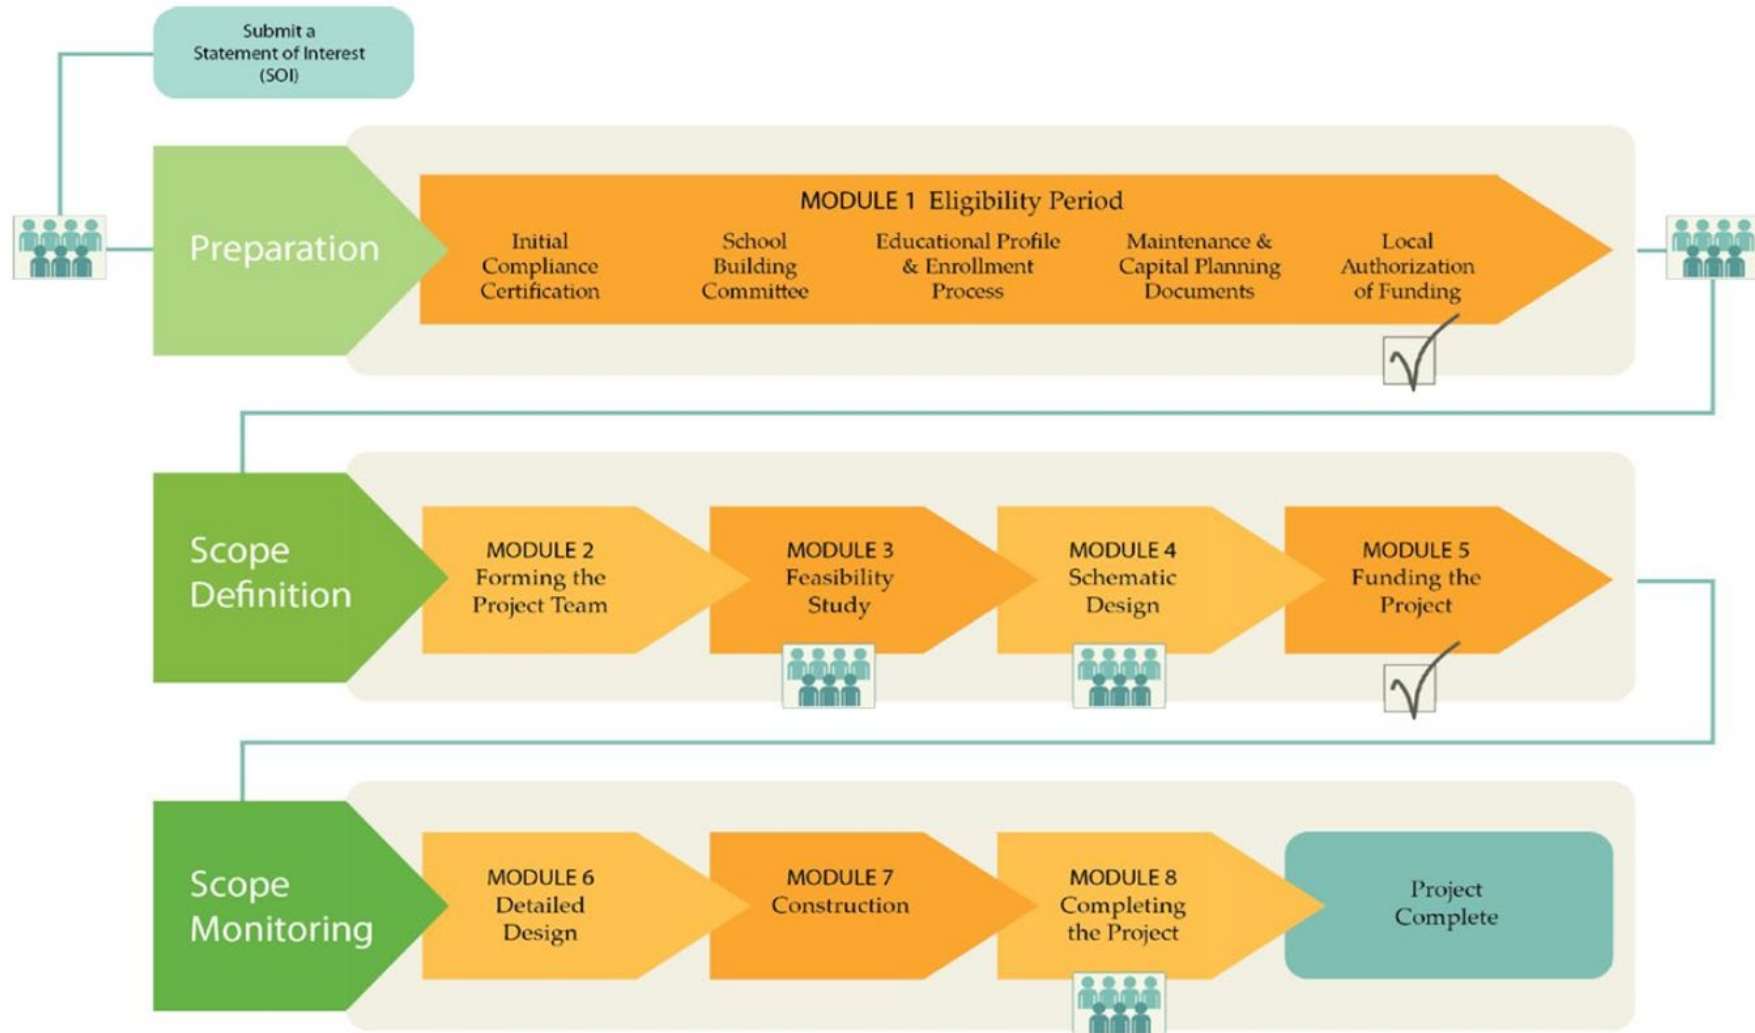 Submit a
Statement of Interest
(SOI)
Preparation
MODULE 1 Eligibility Period
Initial
Compliance
Certification
School
Building
Committee
Educational Profile
& Enrollment
Process
Maintenance &
Capital Planning
Documents
Local
Authorization
of Funding
Scope
Definition
MODULE 2
Forming the
Project Team
MODULE 3
Feasibility
Study
MODULE 4
Schematic
Design
MODULE 5
Funding the
Project
Scope
Monitoring
MODULE 6
Detailed
Design
MODULE 7
Construction
MODULE 8
Completing
the Project
Project
Complete